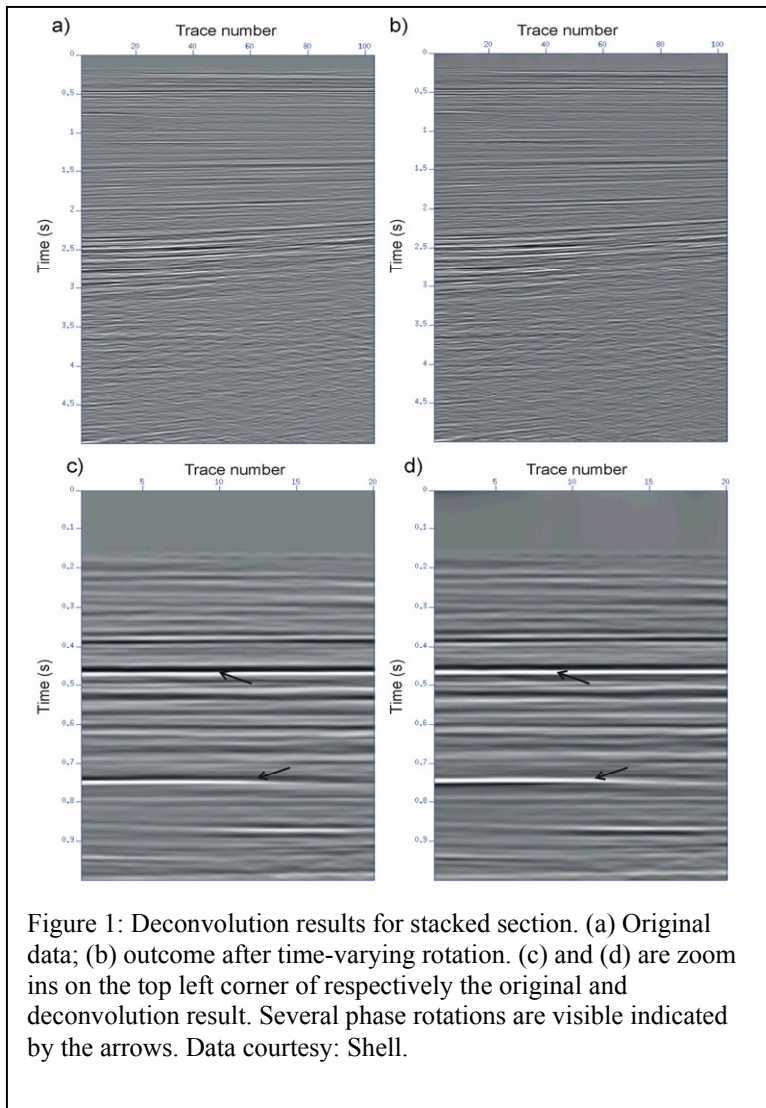 a)
Trace number
20 40 60 80 100
0
0.5
1
1.5
2
2.5
3
3.5
4
4.5
Time (s)
b)
Trace number
20 40 60 80 100
0
0.5
1
1.5
2
2.5
3
3.5
4
4.5
Time (s)
c)
Trace number
5 10 15 20
0
0.1
0.2
0.3
0.4
0.5
0.6
0.7
0.8
0.9
Time (s)
d)
Trace number
5 10 15 20
0
0.1
0.2
0.3
0.4
0.5
0.6
0.7
0.8
0.9
Time (s)
Figure 1: Deconvolution results for stacked section. (a) Original
data; (b) outcome after time-varying rotation. (c) and (d) are zoom
ins on the top left corner of respectively the original and
deconvolution result. Several phase rotations are visible indicated
by the arrows. Data courtesy: Shell.